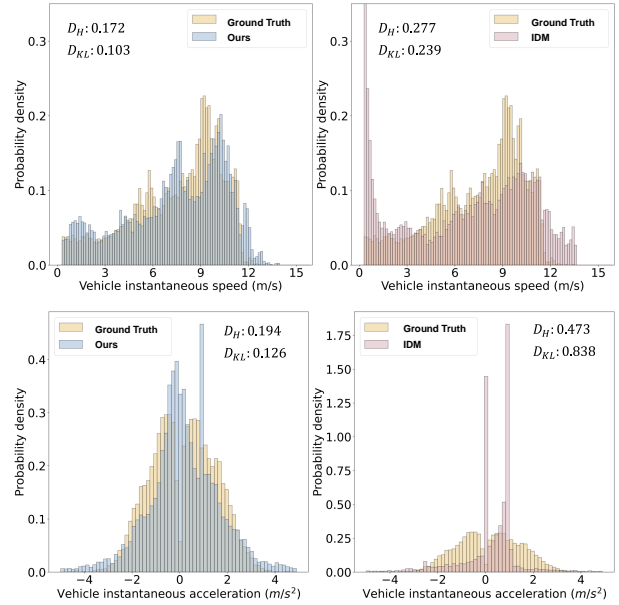 D_H: 0.172
D_KL: 0.103
Ground Truth
Ours
0.3
0.2
0.1
0.0
Probability density
0 3 6 9 12 15
Vehicle instantaneous speed (m/s)
D_H: 0.277
D_KL: 0.239
Ground Truth
IDM
0.3
0.2
0.1
0.0
Probability density
0 3 6 9 12 15
Vehicle instantaneous speed (m/s)
Ground Truth
Ours
D_H: 0.194
D_KL: 0.126
0.4
0.3
0.2
0.1
0.0
Probability density
−4 −2 0 2 4
Vehicle instantaneous acceleration (m/s²)
Ground Truth
IDM
D_H: 0.473
D_KL: 0.838
1.75
1.50
1.25
1.00
0.75
0.50
0.25
0.00
Probability density
−4 −2 0 2 4
Vehicle instantaneous acceleration (m/s²)